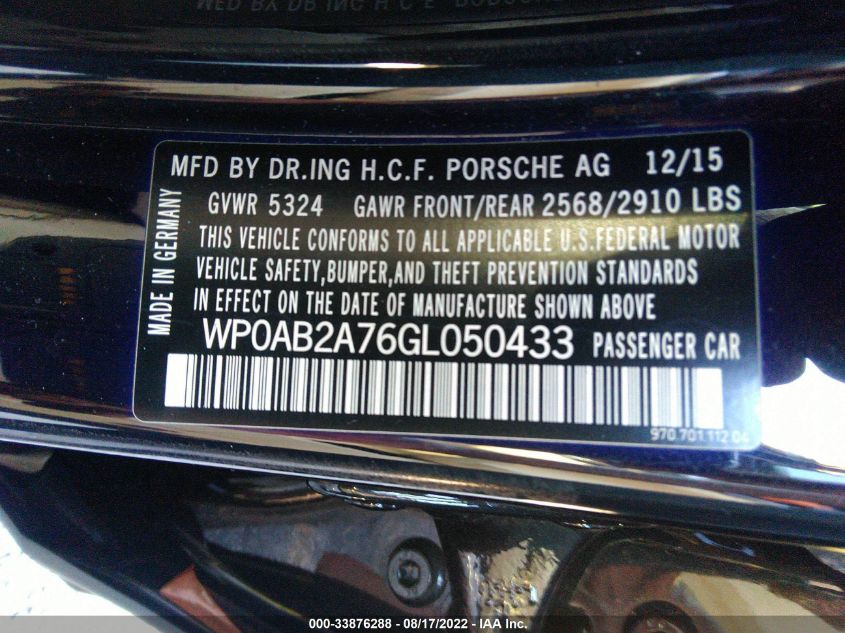 MFD BY DR.ING H.C.F. PORSCHE AG 12/15
GVWR 5324 GAWR FRONT/REAR 2568/2910 LBS
THIS VEHICLE CONFORMS TO ALL APPLICABLE U.S.FEDERAL MOTOR
VEHICLE SAFETY,BUMPER,AND THEFT PREVENTION STANDARDS
IN EFFECT ON THE DATE OF MANUFACTURE SHOWN ABOVE
WP0AB2A76GL050433 PASSENGER CAR
MADE IN GERMANY
970.701.112 04
000-33876288 - 08/17/2022 - IAA Inc.